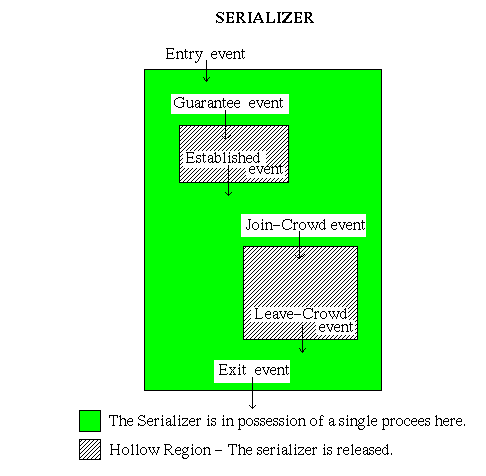 SERIALIZER
Entry event
Guarantee event
Established
event
Join-Crowd event
Leave-Crowd
event
Exit event
The Serializer is in possession of a single procees here.
Hollow Region - The serializer is released.